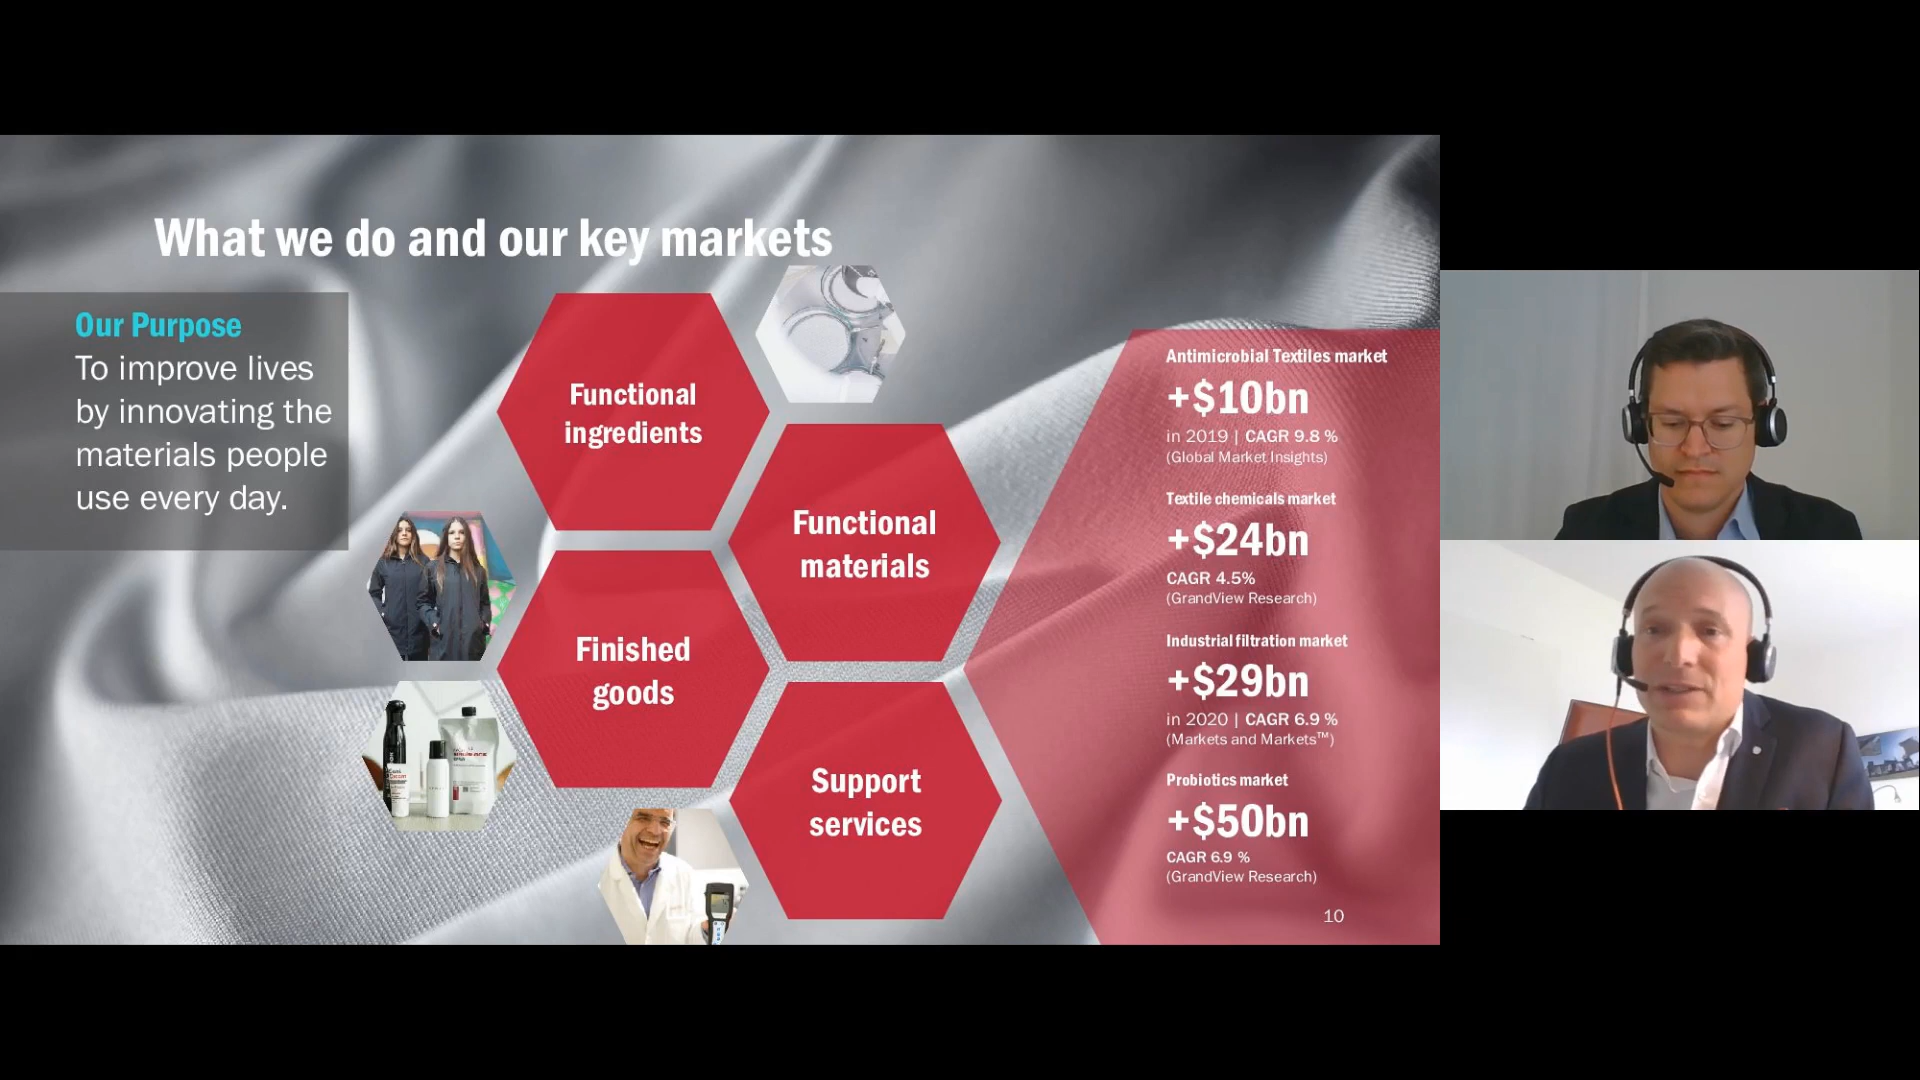 What we do and our key markets
Our Purpose
To improve lives
by innovating the
materials people
use every day.
Functional
ingredients
Functional
materials
Finished
goods
Support
services
Antimicrobial Textiles market
+$10bn
in 2019 | CAGR 9.8 %
(Global Market Insights)
Textile chemicals market
+$24bn
CAGR 4.5%
(GrandView Research)
Industrial filtration market
+$29bn
in 2020 | CAGR 6.9 %
(Markets and Markets™)
Probiotics market
+$50bn
CAGR 6.9 %
(GrandView Research)
10